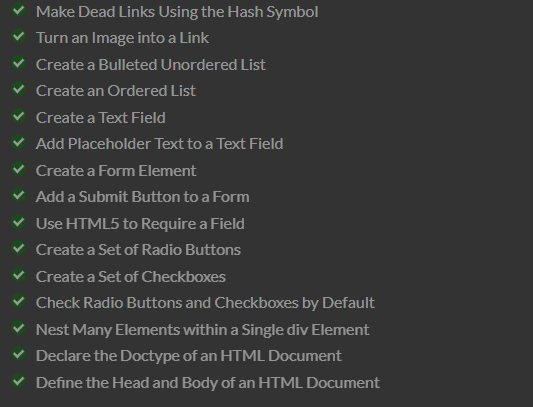 Make Dead Links Using the Hash Symbol
Turn an Image into a Link
Create a Bulleted Unordered List
Create an Ordered List
Create a Text Field
Add Placeholder Text to a Text Field
Create a Form Element
Add a Submit Button to a Form
Use HTML5 to Require a Field
Create a Set of Radio Buttons
Create a Set of Checkboxes
Check Radio Buttons and Checkboxes by Default
Nest Many Elements within a Single div Element
Declare the Doctype of an HTML Document
Define the Head and Body of an HTML Document